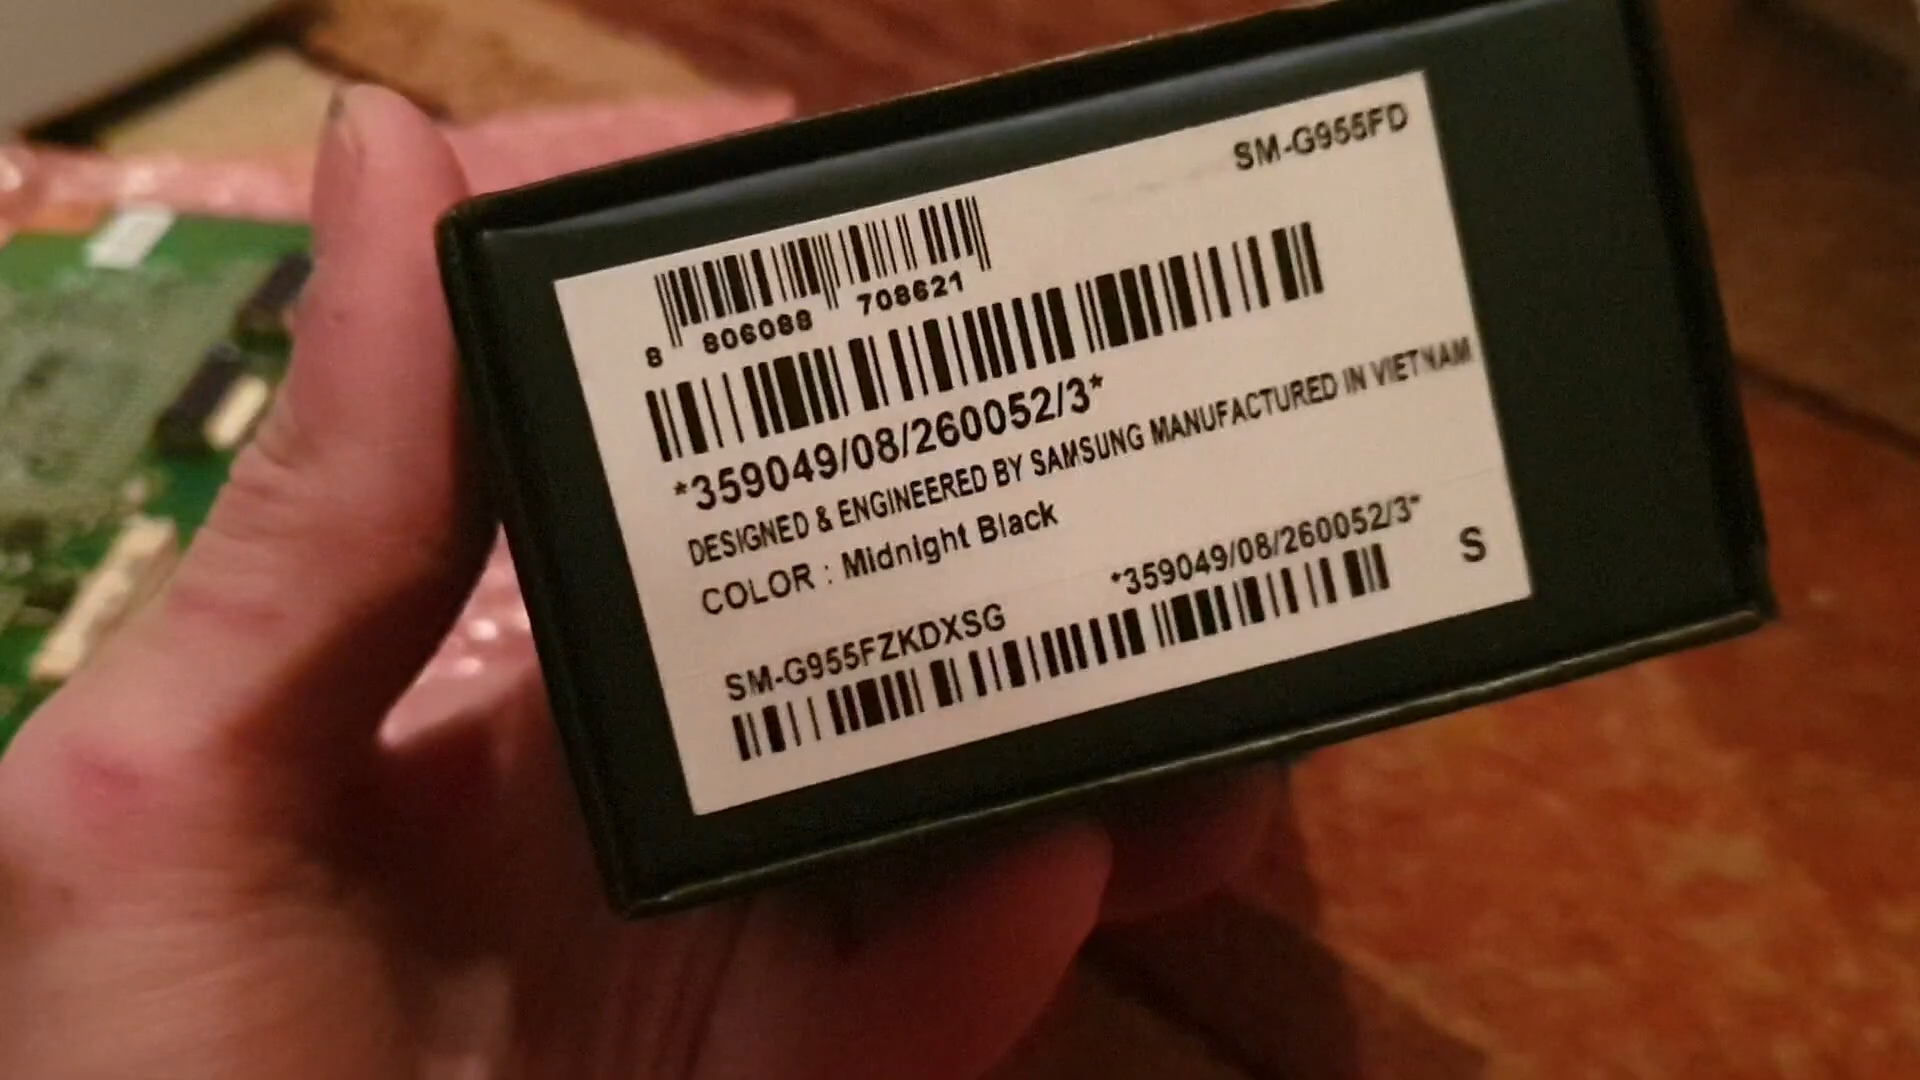 SM-G955FD
8 806088 708621
*359049/08/260052/3*
DESIGNED & ENGINEERED BY SAMSUNG MANUFACTURED IN VIETNAM
COLOR : Midnight Black
SM-G955FZKDXSG
*359049/08/260052/3*
S